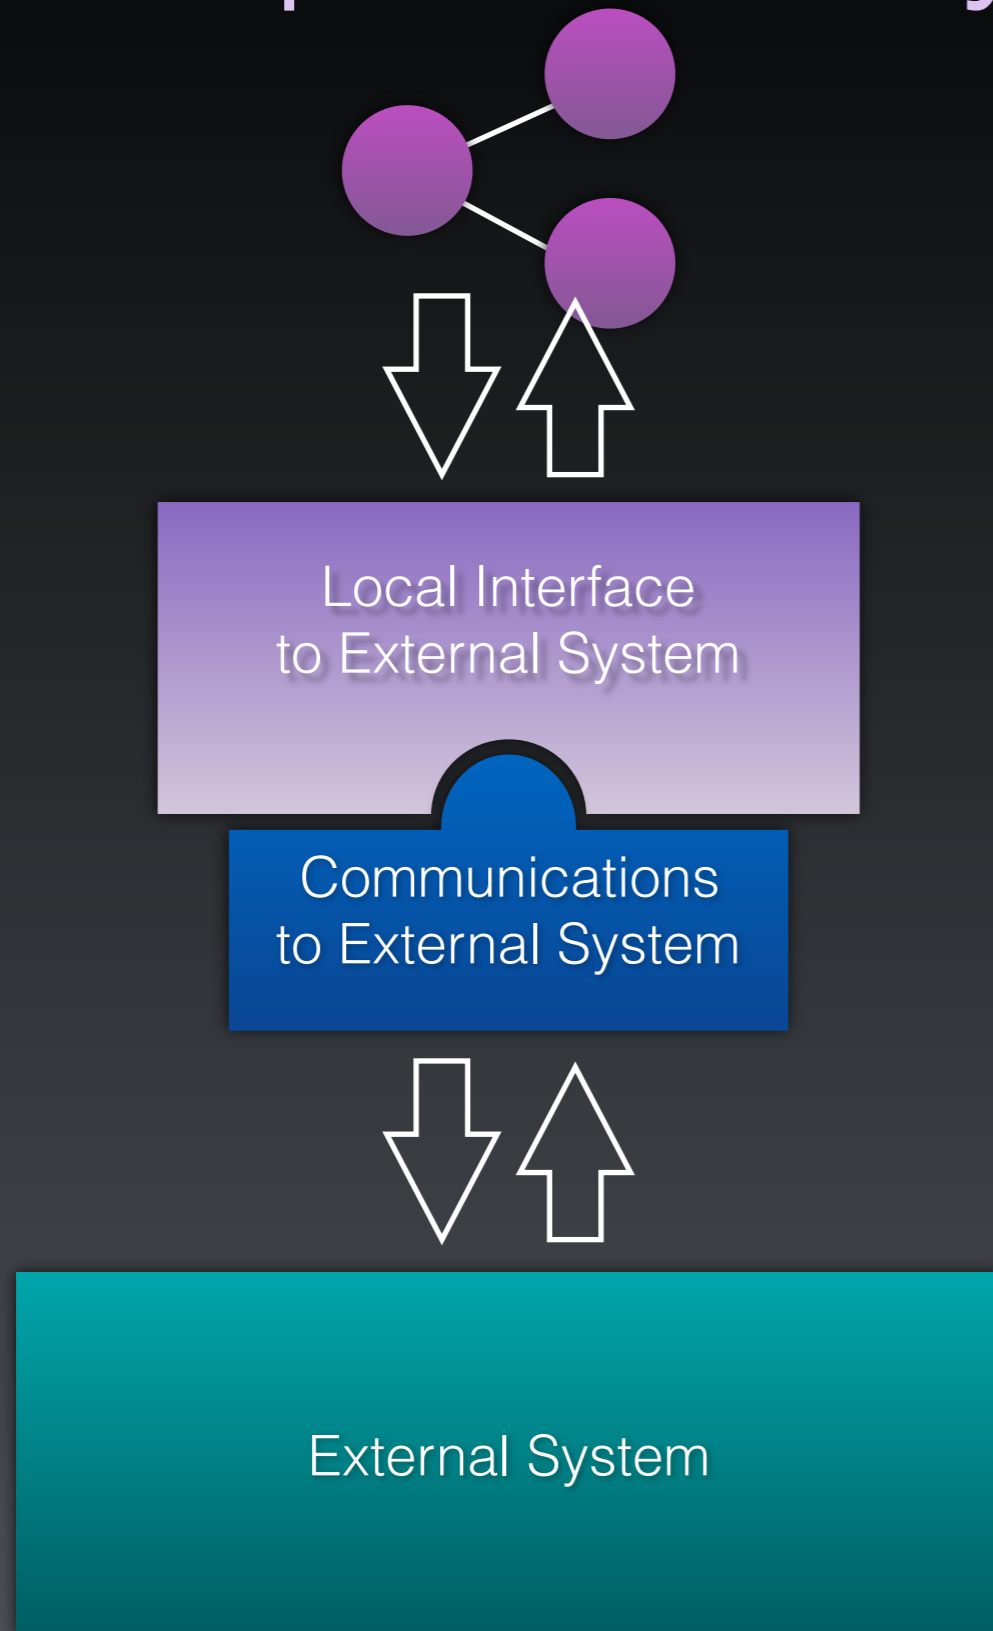 Local Interface
to External System
Communications
to External System
External System